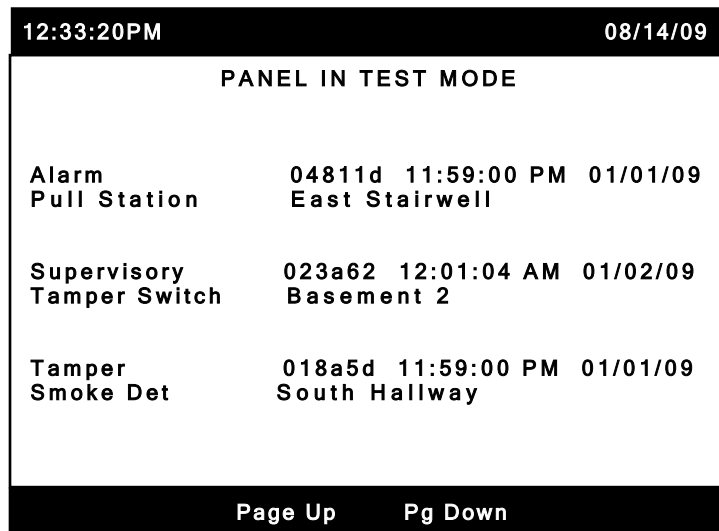 12:33:20PM 08/14/09
PANEL IN TEST MODE
Alarm 04811d 11:59:00 PM 01/01/09
Pull Station East Stairwell
Supervisory 023a62 12:01:04 AM 01/02/09
Tamper Switch Basement 2
Tamper 018a5d 11:59:00 PM 01/01/09
Smoke Det South Hallway
Page Up Pg Down